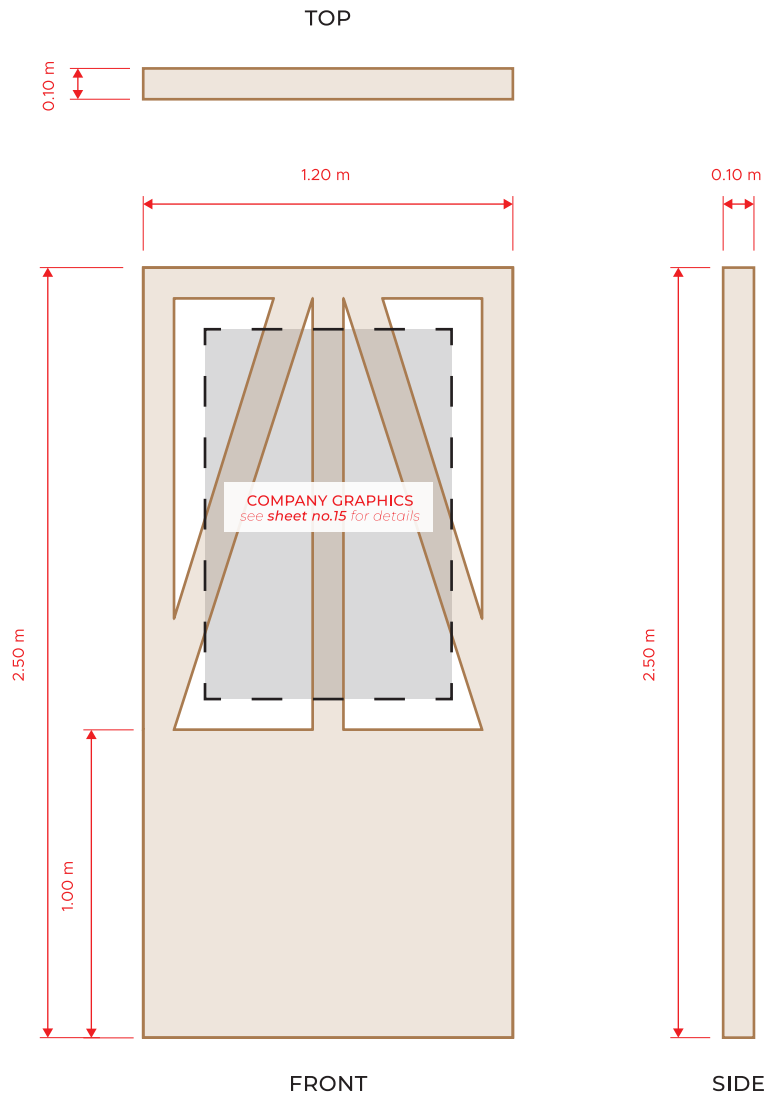 TOP
0.10 m
1.20 m
0.10 m
COMPANY GRAPHICS
see sheet no.15 for details
2.50 m
2.50 m
1.00 m
FRONT
SIDE